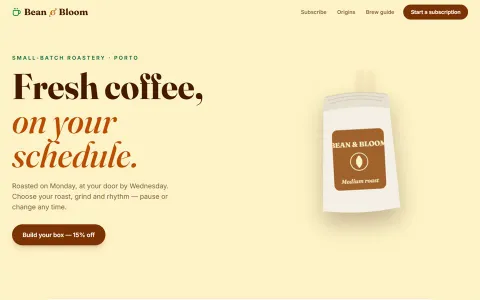 Bean & Bloom
Subscribe
Origins
Brew guide
Start a subscription
SMALL-BATCH ROASTERY · PORTO
Fresh coffee,
on your
schedule.
Roasted on Monday, at your door by Wednesday.
Choose your roast, grind and rhythm — pause or
change any time.
Build your box — 15% off
BEAN & BLOOM
Medium roast